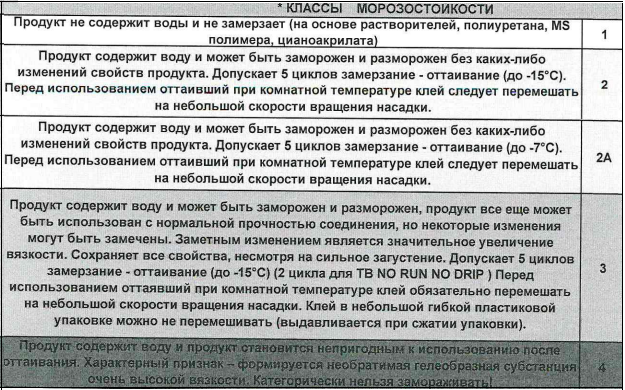 * КЛАССЫ МОРОЗОСТОЙКОСТИ
Продукт не содержит воды и не замерзает (на основе растворителей, полиуретана, MS
полимера, цианоакрилата)
1
Продукт содержит воду и может быть заморожен и разморожен без каких-либо
изменений свойств продукта. Допускает 5 циклов замерзание - оттаивание (до -15°С).
Перед использованием оттаивший при комнатной температуре клей следует перемешать
на небольшой скорости вращения насадки.
2
Продукт содержит воду и может быть заморожен и разморожен без каких-либо
изменений свойств продукта. Допускает 5 циклов замерзание - оттаивание (до -7°С).
Перед использованием оттаивший при комнатной температуре клей следует перемешать
на небольшой скорости вращения насадки.
2А
Продукт содержит воду и может быть заморожен и разморожен, продукт все еще может
быть использован с нормальной прочностью соединения, но некоторые изменения
могут быть замечены. Заметным изменением является значительное увеличение
вязкости. Сохраняет все свойства, несмотря на сильное загустение. Допускает 5 циклов
замерзание - оттаивание (до -15°С) (2 цикла для TB NO RUN NO DRIP ) Перед
использованием оттаявший при комнатной температуре клей обязательно перемешать
на небольшой скорости вращения насадки. Клей в небольшой гибкой пластиковой
упаковке можно не перемешивать (выдавливается при сжатии упаковки).
3
Продукт содержит воду и продукт становится непригодным к использованию после
оттаивания. Характерный признак – формируется необратимая гелеобразная субстанция
очень высокой вязкости. Категорически нельзя замораживать!
4